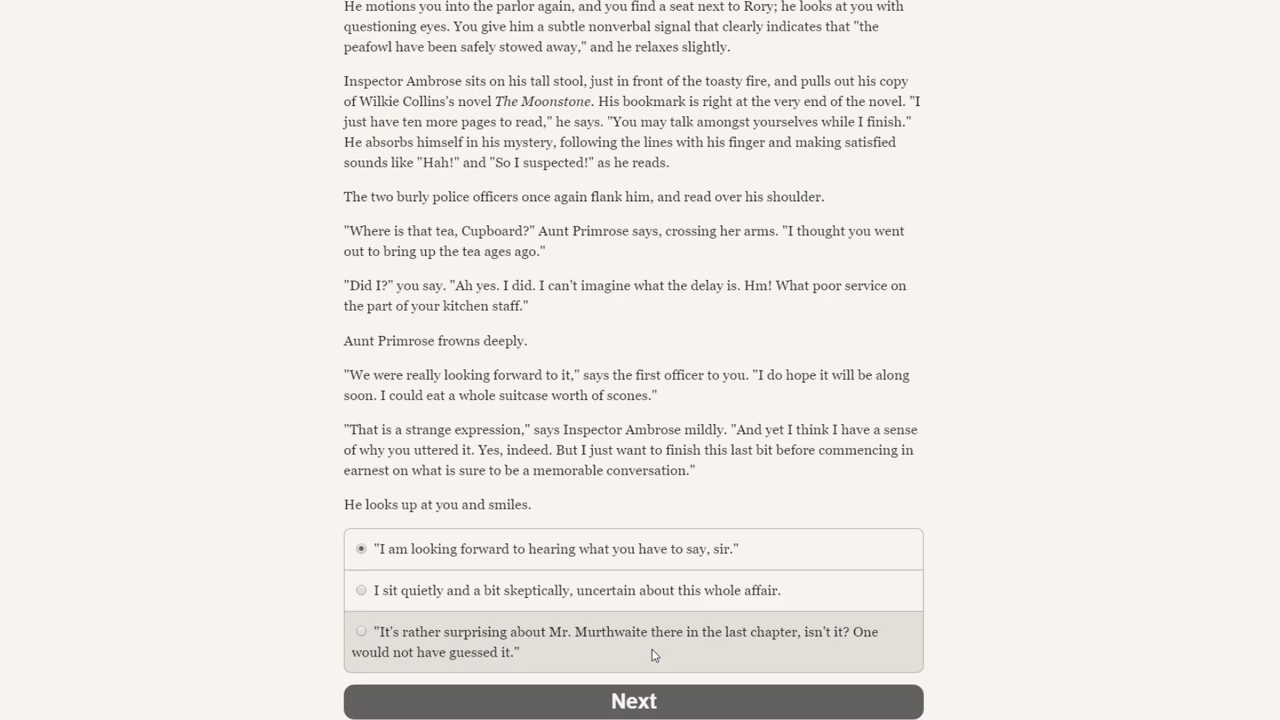 He motions you into the parlor again, and you find a seat next to Rory; he looks at you with
questioning eyes. You give him a subtle nonverbal signal that clearly indicates that "the
peafowl have been safely stowed away," and he relaxes slightly.
Inspector Ambrose sits on his tall stool, just in front of the toasty fire, and pulls out his copy
of Wilkie Collins's novel The Moonstone. His bookmark is right at the very end of the novel. "I
just have ten more pages to read," he says. "You may talk amongst yourselves while I finish."
He absorbs himself in his mystery, following the lines with his finger and making satisfied
sounds like "Hah!" and "So I suspected!" as he reads.
The two burly police officers once again flank him, and read over his shoulder.
"Where is that tea, Cupboard?" Aunt Primrose says, crossing her arms. "I thought you went
out to bring up the tea ages ago."
"Did I?" you say. "Ah yes. I did. I can't imagine what the delay is. Hm! What poor service on
the part of your kitchen staff."
Aunt Primrose frowns deeply.
"We were really looking forward to it," says the first officer to you. "I do hope it will be along
soon. I could eat a whole suitcase worth of scones."
"That is a strange expression," says Inspector Ambrose mildly. "And yet I think I have a sense
of why you uttered it. Yes, indeed. But I just want to finish this last bit before commencing in
earnest on what is sure to be a memorable conversation."
He looks up at you and smiles.
"I am looking forward to hearing what you have to say, sir."
I sit quietly and a bit skeptically, uncertain about this whole affair.
"It's rather surprising about Mr. Murthwaite there in the last chapter, isn't it? One
would not have guessed it."
Next